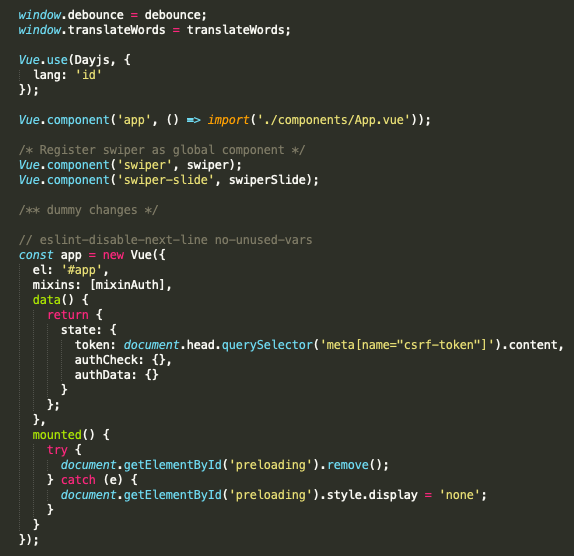 window.debounce = debounce;
window.translateWords = translateWords;

Vue.use(Dayjs, {
  lang: 'id'
});

Vue.component('app', () => import('./components/App.vue'));

/* Register swiper as global component */
Vue.component('swiper', swiper);
Vue.component('swiper-slide', swiperSlide);

/** dummy changes */

// eslint-disable-next-line no-unused-vars
const app = new Vue({
  el: '#app',
  mixins: [mixinAuth],
  data() {
    return {
      state: {
        token: document.head.querySelector('meta[name="csrf-token"]').content,
        authCheck: {},
        authData: {}
      }
    };
  },
  mounted() {
    try {
      document.getElementById('preloading').remove();
    } catch (e) {
      document.getElementById('preloading').style.display = 'none';
    }
  }
});